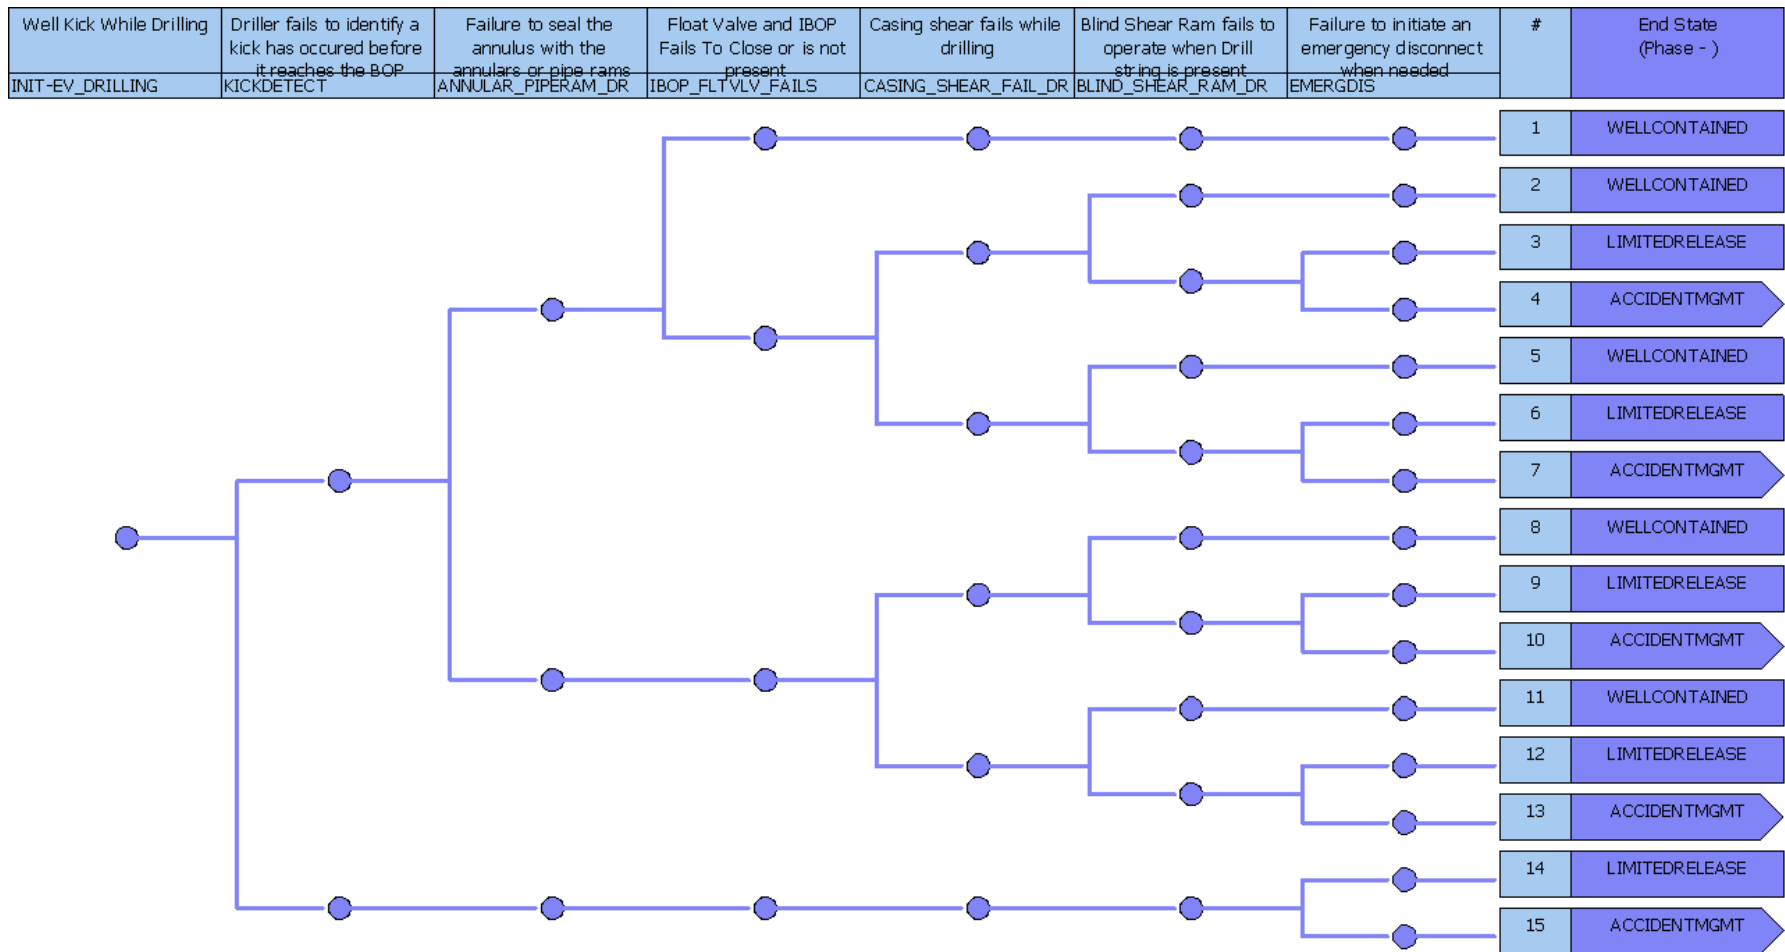 Well Kick While Drilling
Driller fails to identify a
kick has occured before
it reaches the BOP
Failure to seal the
annulus with the
annulars or pipe rams
Float Valve and IBOP
Fails To Close or is not
present
Casing shear fails while
drilling
Blind Shear Ram fails to
operate when Drill
string is present
Failure to initiate an
emergency disconnect
when needed
#
End State
(Phase - )
INIT-EV_DRILLING
KICKDETECT
ANNULAR_PIPERAM_DR
IBOP_FLTVLV_FAILS
CASING_SHEAR_FAIL_DR
BLIND_SHEAR_RAM_DR
EMERGDIS
1 WELLCONTAINED
2 WELLCONTAINED
3 LIMITEDRELEASE
4 ACCIDENTMGMT
5 WELLCONTAINED
6 LIMITEDRELEASE
7 ACCIDENTMGMT
8 WELLCONTAINED
9 LIMITEDRELEASE
10 ACCIDENTMGMT
11 WELLCONTAINED
12 LIMITEDRELEASE
13 ACCIDENTMGMT
14 LIMITEDRELEASE
15 ACCIDENTMGMT